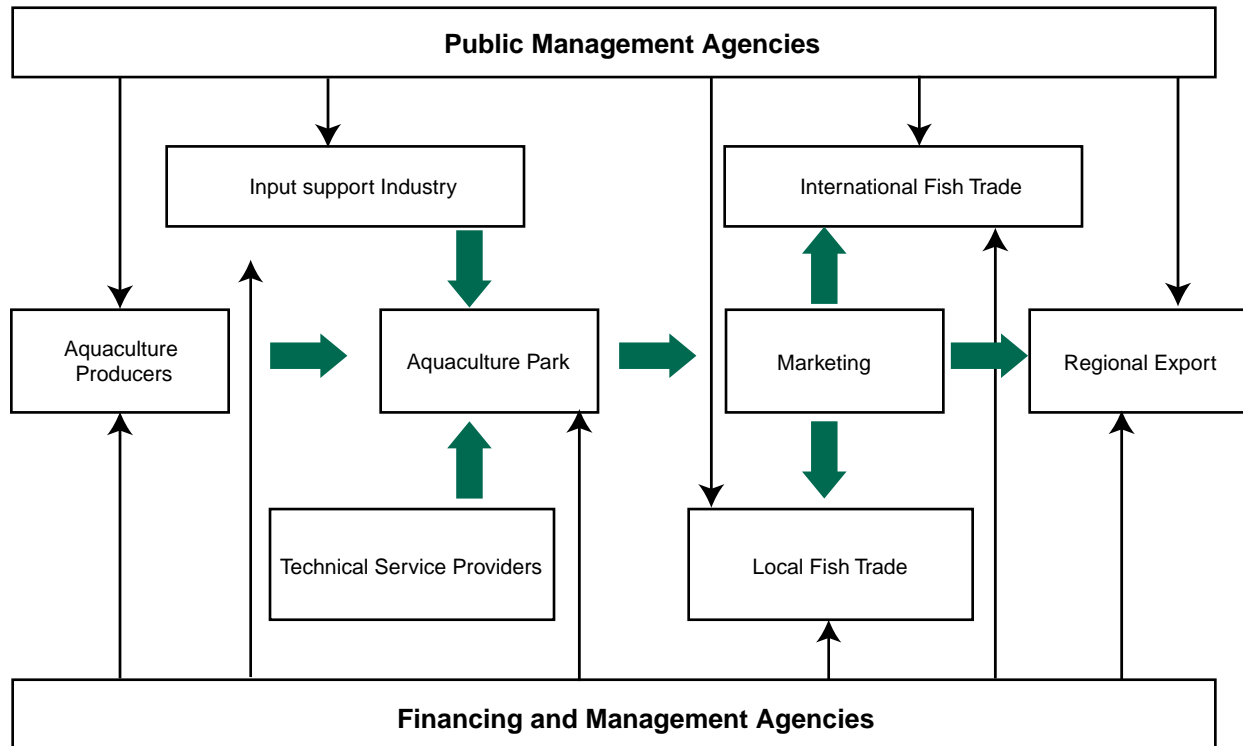 Public Management Agencies
Input support Industry
International Fish Trade
Aquaculture
Producers
Aquaculture Park
Marketing
Regional Export
Technical Service Providers
Local Fish Trade
Financing and Management Agencies